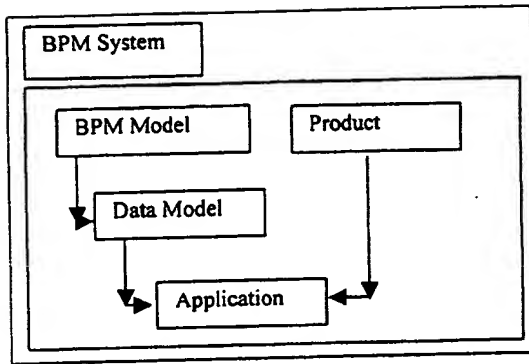 BPM System
BPM Model
Product
Data Model
Application